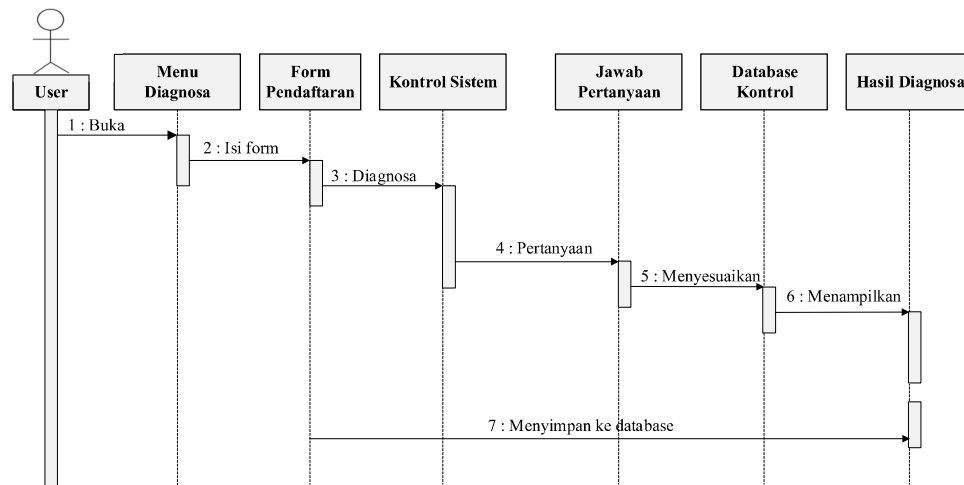 User
Menu
Diagnosa
Form
Pendaftaran
Kontrol Sistem
Jawab
Pertanyaan
Database
Kontrol
Hasil Diagnosa
1 : Buka
2 : Isi form
3 : Diagnosa
4 : Pertanyaan
5 : Menyesuaikan
6 : Menampilkan
7 : Menyimpan ke database